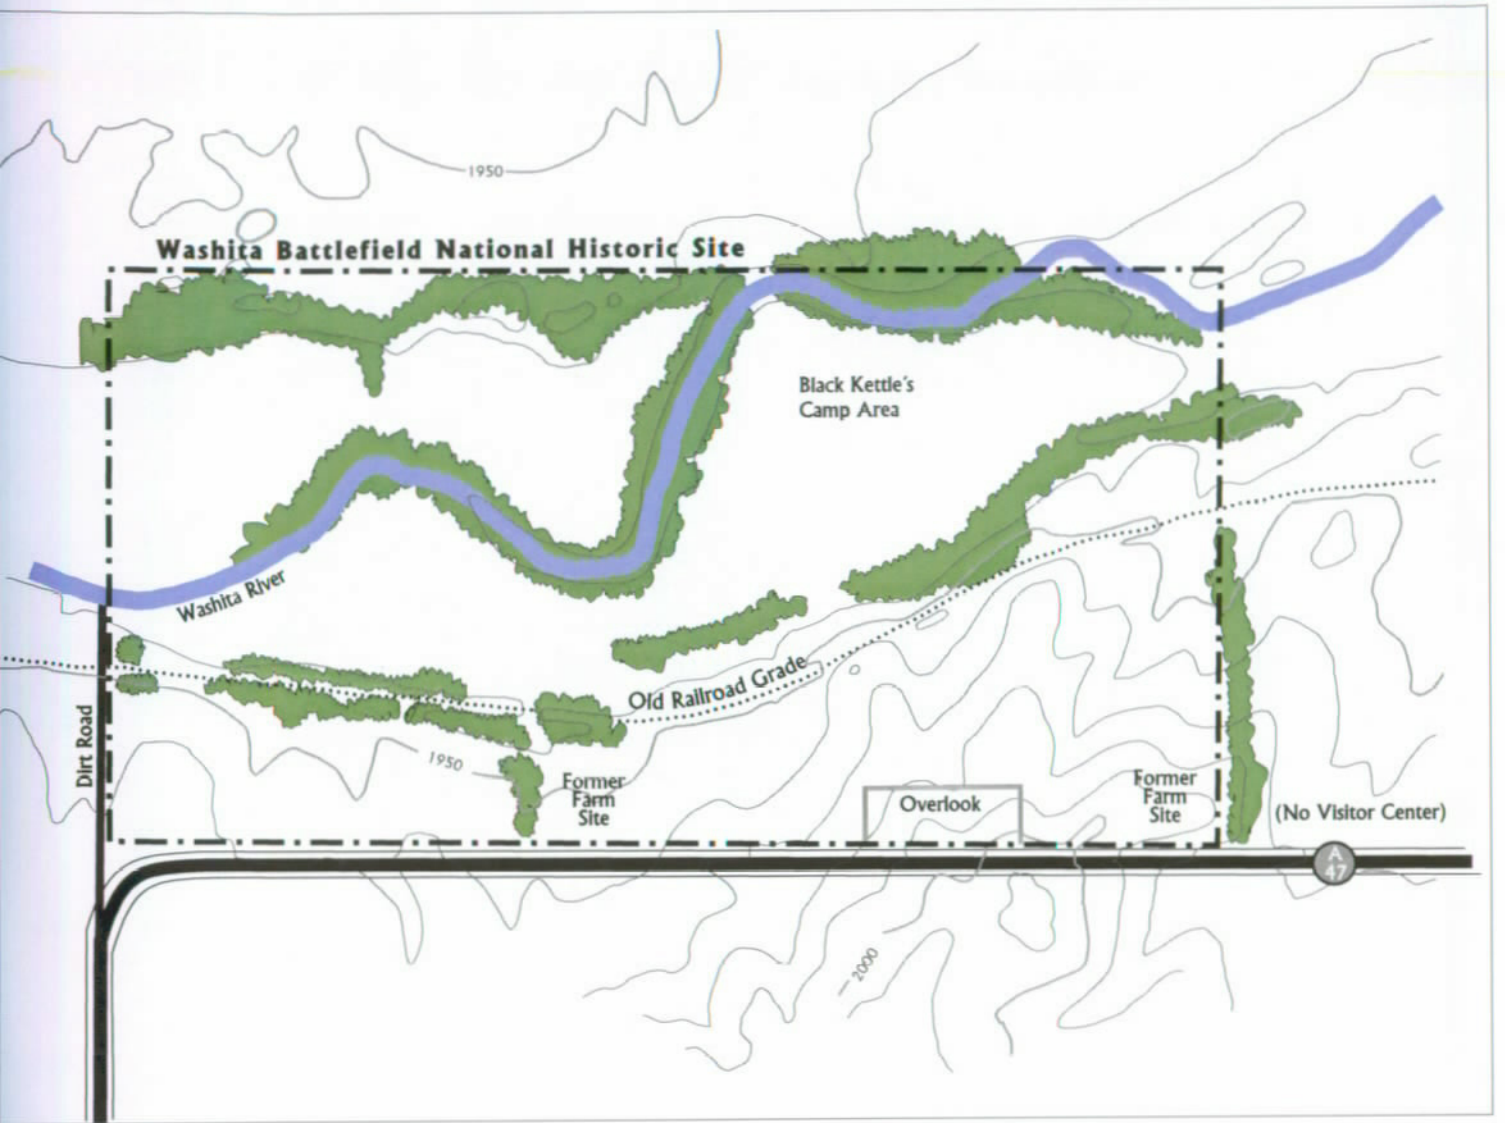 1950
Washita Battlefield National Historic Site
Black Kettle's
Camp Area
Washita River
Old Railroad Grade
Dirt Road
1950
Former
Farm
Site
Overlook
Former
Farm
Site
(No Visitor Center)
A
47
2000